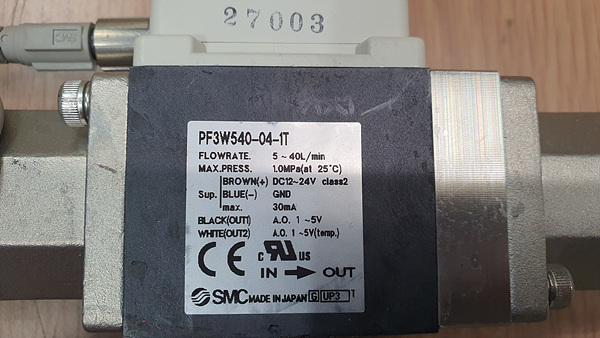 SMC
27003
PF3W540-04-1T
FLOWRATE. 5~40L/min
MAX.PRESS. 1.0MPa(at 25°C)
BROWN(+) DC12~24V class2
Sup. BLUE(-) GND
max. 30mA
BLACK(OUT1) A.O. 1~5V
WHITE(OUT2) A.O. 1~5V(temp.)
CE c RU US
IN → OUT
SMC MADE IN JAPAN G UP3 T